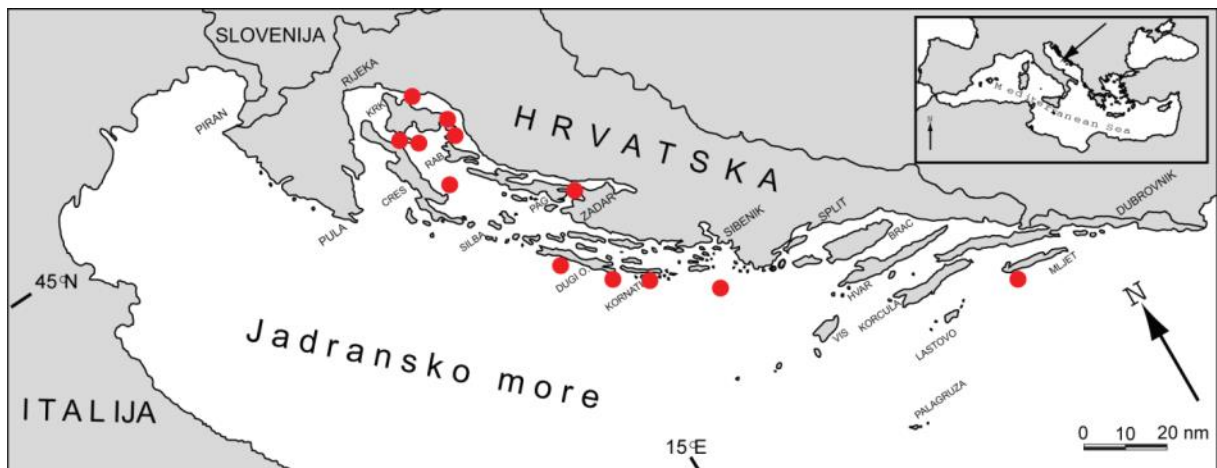 SLOVENIJA
RIJEKA
PIRAN
KRK
HRVATSKA
Mediterranean Sea
N
RAB
CRES
PULA
SILBA
PAG
ZADAR
SIBENIK
SPLIT
BRAC
DUBROVNIK
DUGI O.
KORNATI
HVAR
KORCULA
MLJET
VIS
LASTOVO
PALAGRUZA
45°N
Jadransko more
ITALIJA
15°E
N
0 10 20 nm